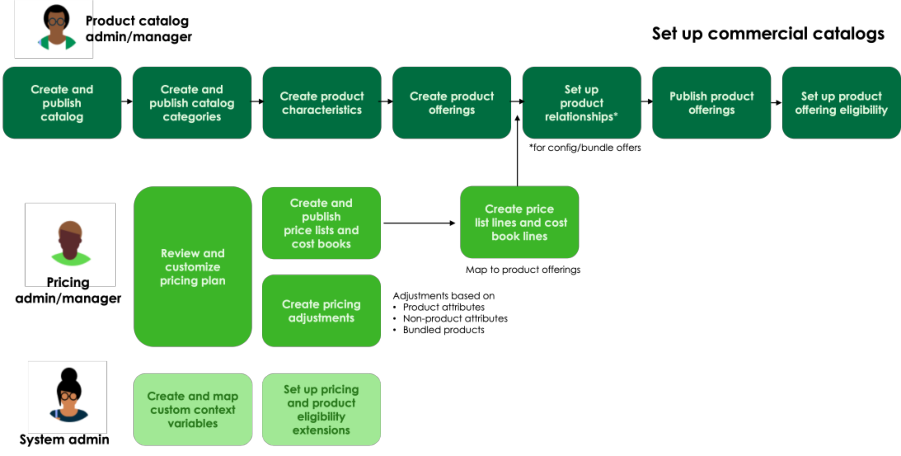 Product catalog
admin/manager
Set up commercial catalogs
Create and
publish
catalog
Create and
publish catalog
categories
Create product
characteristics
Create product
offerings
Set up
product
relationships*
Publish product
offerings
Set up product
offering eligibility
*for config/bundle offers
Pricing
admin/manager
Review and
customize
pricing plan
Create and
publish
price lists and
cost books
Create price
list lines and cost
book lines
Map to product offerings
Create pricing
adjustments
Adjustments based on
• Product attributes
• Non-product attributes
• Bundled products
System admin
Create and map
custom context
variables
Set up pricing
and product
eligibility
extensions